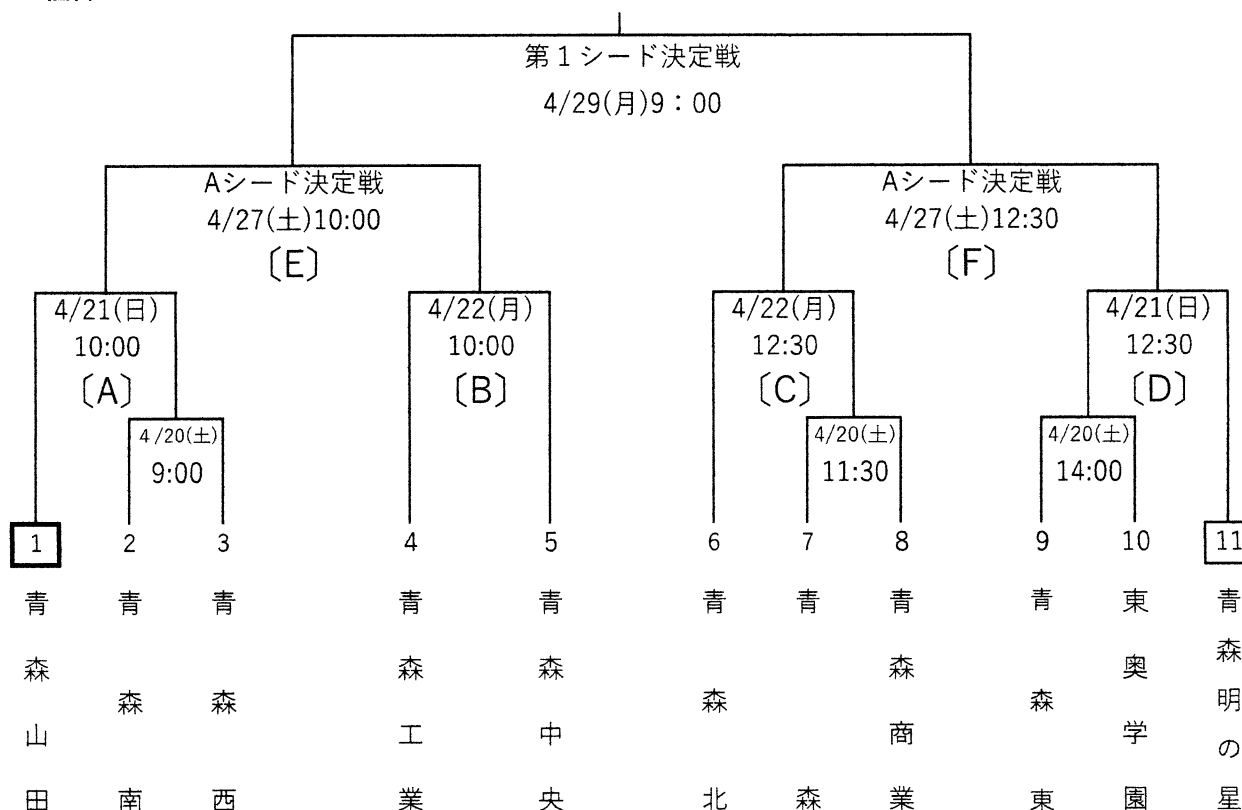 第1シード決定戦
4/29(月)9：00
Aシード決定戦
4/27(土)10:00
〔E〕
Aシード決定戦
4/27(土)12:30
〔F〕
4/21(日)
10:00
〔A〕
4/22(月)
10:00
〔B〕
4/22(月)
12:30
〔C〕
4/21(日)
12:30
〔D〕
4/20(土)
9:00
4/20(土)
11:30
4/20(土)
14:00
1
2
3
4
5
6
7
8
9
10
11
青森山田
青森南
青森西
青森工業
青森中央
青森北
青森
青森商業
青森東
東奥学園
青森明の星